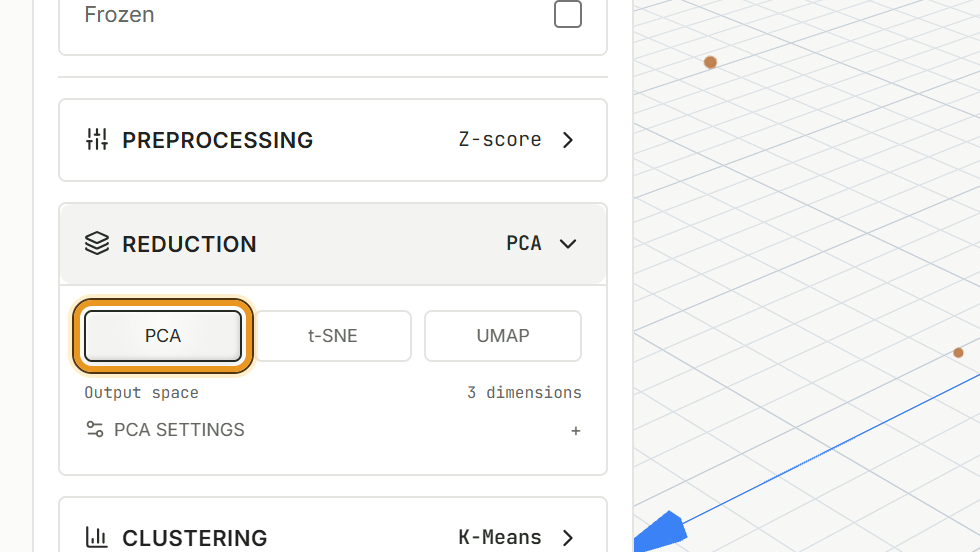 Frozen
PREPROCESSING Z-score
REDUCTION PCA
PCA t-SNE UMAP
Output space 3 dimensions
PCA SETTINGS +
CLUSTERING K-Means